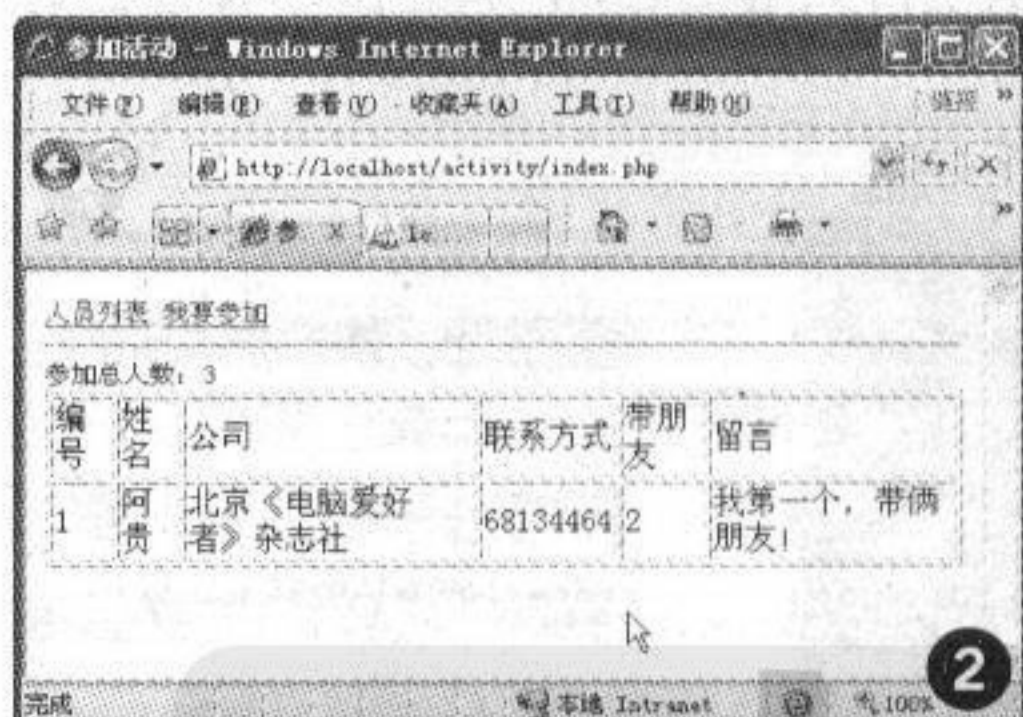 参加活动 - Windows Internet Explorer
文件(F) 编辑(E) 查看(V) 收藏夹(A) 工具(T) 帮助(H) 链接 »
http://localhost/activity/index.php
参
人员列表 我要参加
参加总人数：3
编号 姓名 公司 联系方式 带朋友 留言
1 阿贵 北京《电脑爱好者》杂志社 68134464 2 我第一个，带俩朋友！
完成 本地 Intranet 100%
2